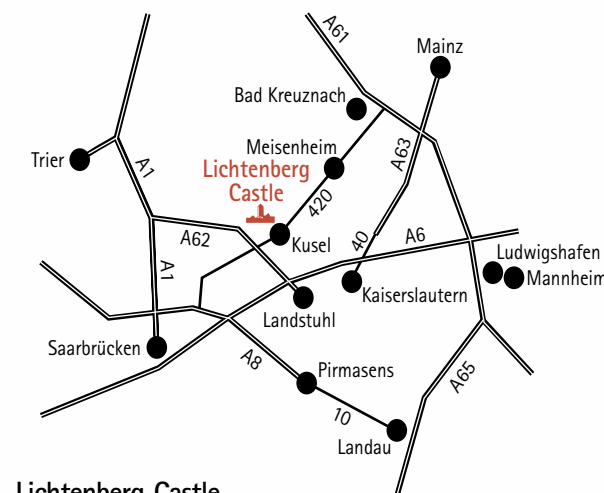 A61
Mainz
Bad Kreuznach
Meisenheim
A63
Trier
A1
Lichtenberg
Castle
420
A62
Kusel
40
A6
A1
Ludwigshafen
Mannheim
Kaiserslautern
Landstuhl
Saarbrücken
A8
Pirmasens
A65
10
Landau
Lichtenberg Castle